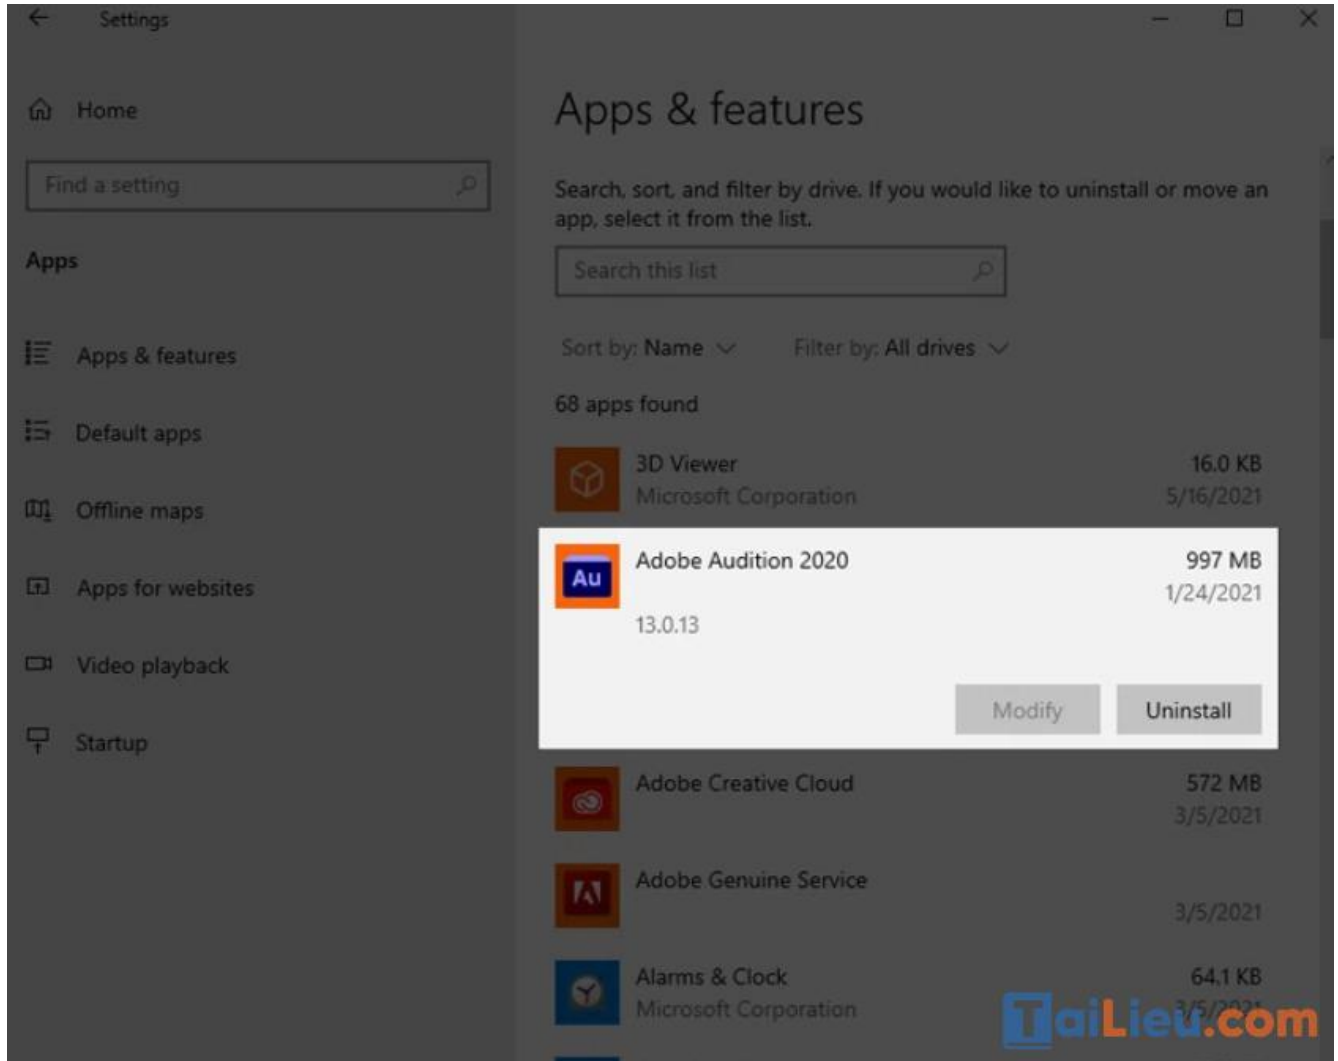 Settings
Home
Find a setting
Apps
Apps & features
Default apps
Offline maps
Apps for websites
Video playback
Startup
Apps & features
Search, sort, and filter by drive. If you would like to uninstall or move an
app, select it from the list.
Search this list
Sort by: Name Filter by: All drives
68 apps found
3D Viewer 16.0 KB
Microsoft Corporation 5/16/2021
Au
Adobe Audition 2020 997 MB
1/24/2021
13.0.13
Modify Uninstall
Adobe Creative Cloud 572 MB
3/5/2021
Adobe Genuine Service
3/5/2021
Alarms & Clock 64.1 KB
Microsoft Corporation 3/5/2021
TaiLieu.com